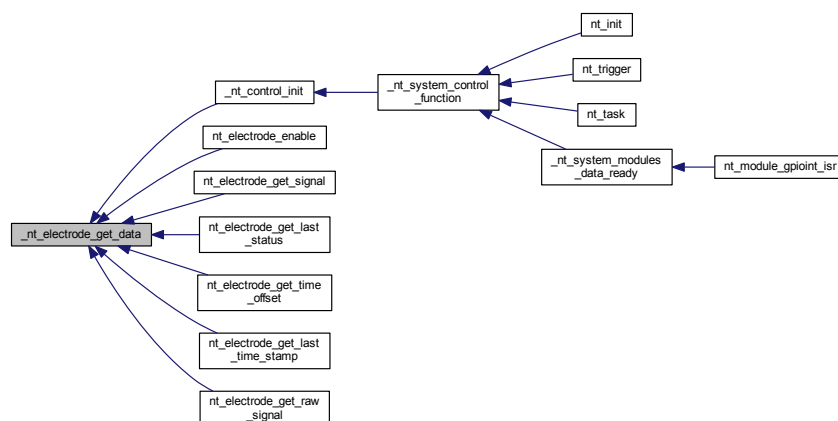 nt_init
nt_trigger
nt_task
_nt_system_control
_function
_nt_control_init
nt_electrode_enable
_nt_system_modules
_data_ready
nt_module_gpioint_isr
nt_electrode_get_signal
_nt_electrode_get_data
nt_electrode_get_last
_status
nt_electrode_get_time
_offset
nt_electrode_get_last
_time_stamp
nt_electrode_get_raw
_signal